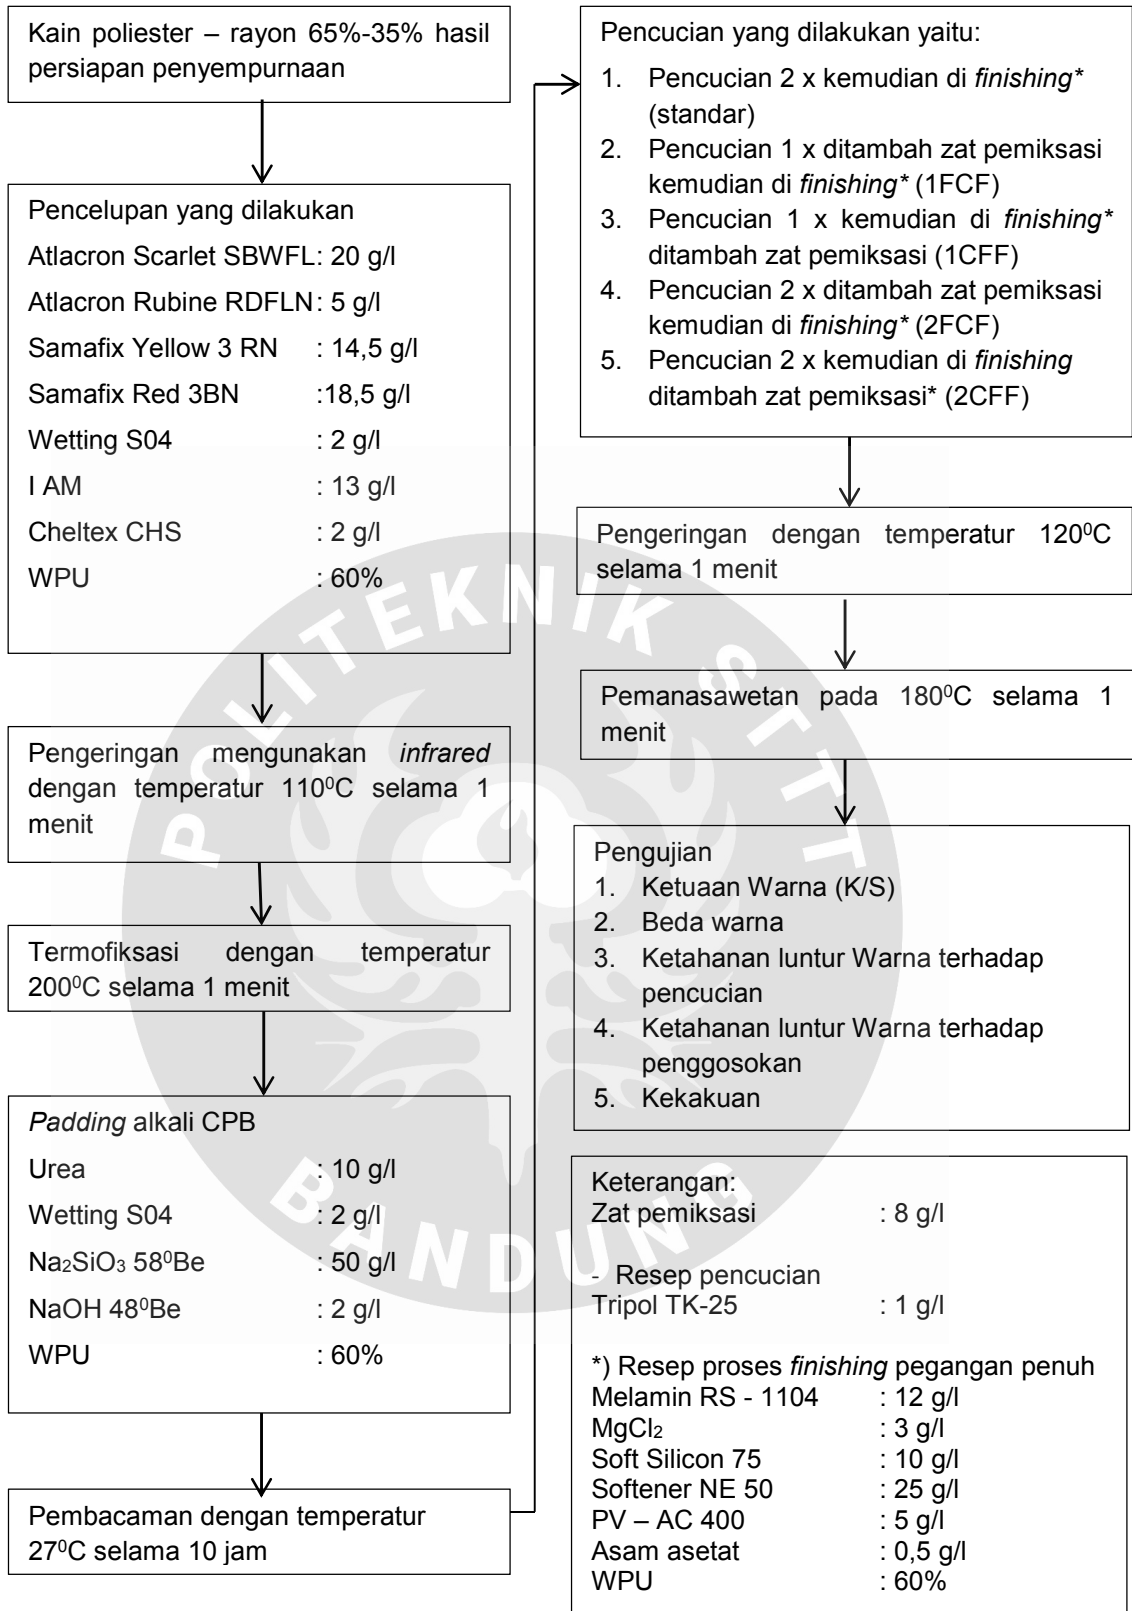 Kain poliester – rayon 65%-35% hasil
persiapan penyempurnaan
Pencelupan yang dilakukan
Atlacron Scarlet SBWFL: 20 g/l
Atlacron Rubine RDFLN: 5 g/l
Samafix Yellow 3 RN : 14,5 g/l
Samafix Red 3BN :18,5 g/l
Wetting S04 : 2 g/l
I AM : 13 g/l
Cheltex CHS : 2 g/l
WPU : 60%
Pengeringan mengunakan infrared
dengan temperatur 110⁰C selama 1
menit
Termofiksasi dengan temperatur
200⁰C selama 1 menit
Padding alkali CPB
Urea : 10 g/l
Wetting S04 : 2 g/l
Na₂SiO₃ 58⁰Be : 50 g/l
NaOH 48⁰Be : 2 g/l
WPU : 60%
Pembacaman dengan temperatur
27⁰C selama 10 jam
Pencucian yang dilakukan yaitu:
1. Pencucian 2 x kemudian di finishing*
(standar)
2. Pencucian 1 x ditambah zat pemiksasi
kemudian di finishing* (1FCF)
3. Pencucian 1 x kemudian di finishing*
ditambah zat pemiksasi (1CFF)
4. Pencucian 2 x ditambah zat pemiksasi
kemudian di finishing* (2FCF)
5. Pencucian 2 x kemudian di finishing
ditambah zat pemiksasi* (2CFF)
Pengeringan dengan temperatur 120⁰C
selama 1 menit
Pemanasawetan pada 180⁰C selama 1
menit
Pengujian
1. Ketuaan Warna (K/S)
2. Beda warna
3. Ketahanan luntur Warna terhadap
pencucian
4. Ketahanan luntur Warna terhadap
penggosokan
5. Kekakuan
Keterangan:
Zat pemiksasi : 8 g/l
- Resep pencucian
Tripol TK-25 : 1 g/l
*) Resep proses finishing pegangan penuh
Melamin RS - 1104 : 12 g/l
MgCl₂ : 3 g/l
Soft Silicon 75 : 10 g/l
Softener NE 50 : 25 g/l
PV – AC 400 : 5 g/l
Asam asetat : 0,5 g/l
WPU : 60%
POLITEKNIK STTT
BANDUNG